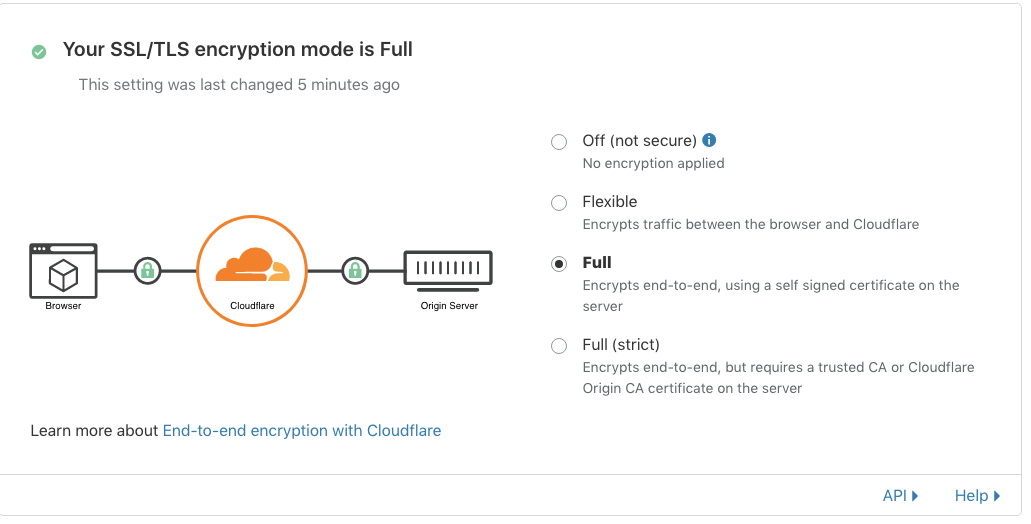 Your SSL/TLS encryption mode is Full
This setting was last changed 5 minutes ago
Browser
Cloudflare
Origin Server
Off (not secure)
No encryption applied
Flexible
Encrypts traffic between the browser and Cloudflare
Full
Encrypts end-to-end, using a self signed certificate on the
server
Full (strict)
Encrypts end-to-end, but requires a trusted CA or Cloudflare
Origin CA certificate on the server
Learn more about End-to-end encryption with Cloudflare
API
Help